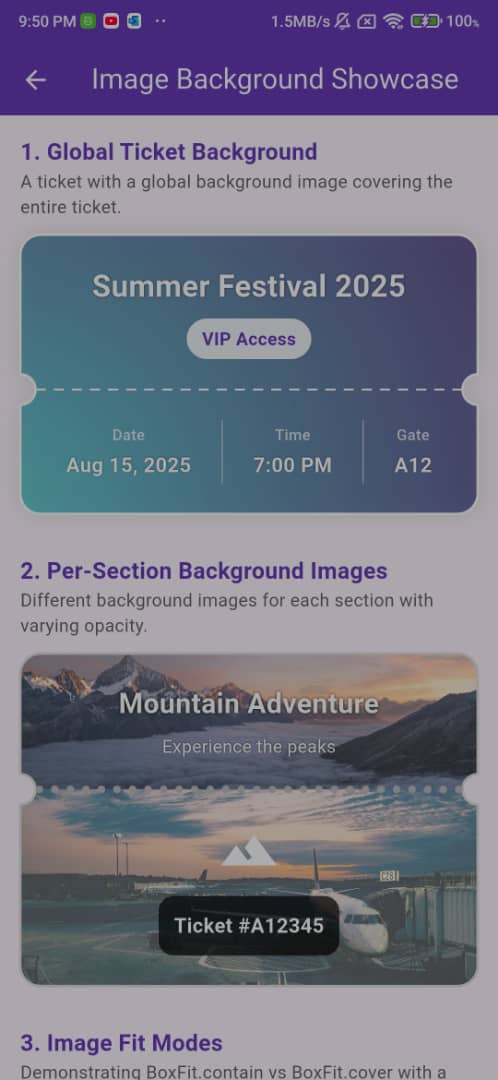 9:50 PM 1.5MB/s 100%
Image Background Showcase
1. Global Ticket Background
A ticket with a global background image covering the
entire ticket.
Summer Festival 2025
VIP Access
Date Time Gate
Aug 15, 2025 7:00 PM A12
2. Per-Section Background Images
Different background images for each section with
varying opacity.
Mountain Adventure
Experience the peaks
Ticket #A12345
3. Image Fit Modes
Demonstrating BoxFit.contain vs BoxFit.cover with a